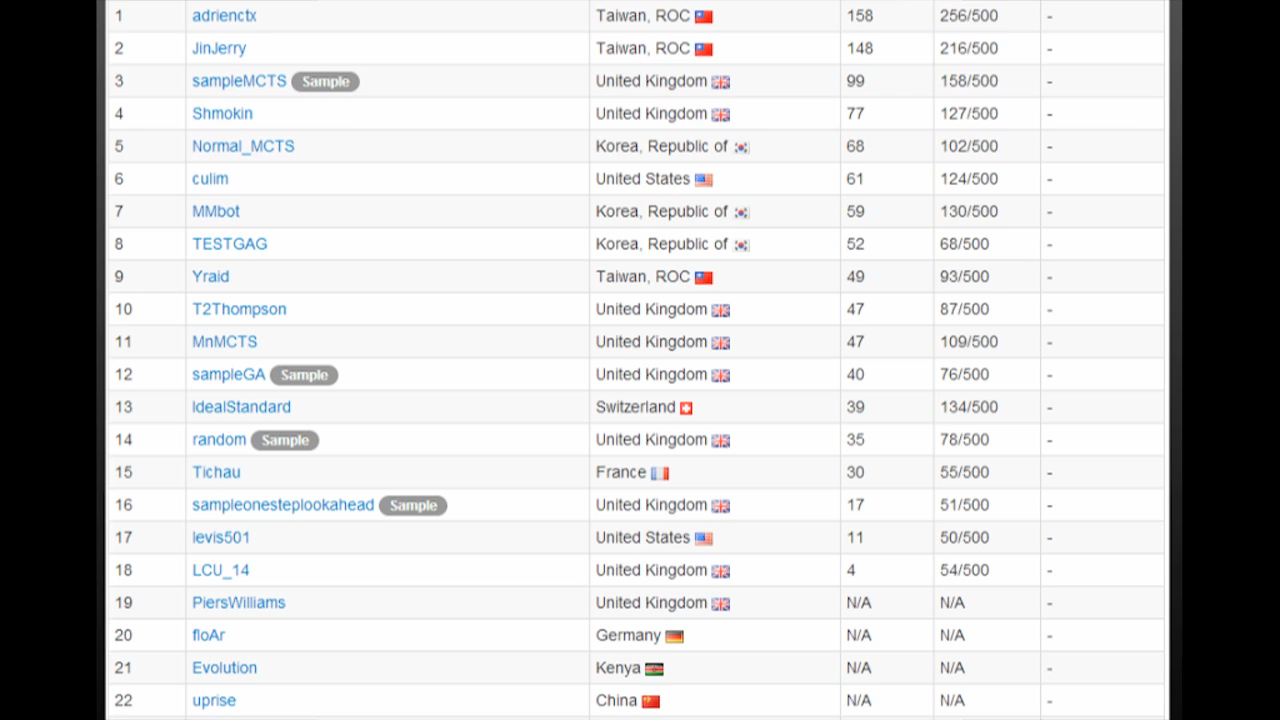 1 adrienctx Taiwan, ROC 158 256/500 -
2 JinJerry Taiwan, ROC 148 216/500 -
3 sampleMCTS Sample United Kingdom 99 158/500 -
4 Shmokin United Kingdom 77 127/500 -
5 Normal_MCTS Korea, Republic of 68 102/500 -
6 culim United States 61 124/500 -
7 MMbot Korea, Republic of 59 130/500 -
8 TESTGAG Korea, Republic of 52 68/500 -
9 Yraid Taiwan, ROC 49 93/500 -
10 T2Thompson United Kingdom 47 87/500 -
11 MnMCTS United Kingdom 47 109/500 -
12 sampleGA Sample United Kingdom 40 76/500 -
13 IdealStandard Switzerland 39 134/500 -
14 random Sample United Kingdom 35 78/500 -
15 Tichau France 30 55/500 -
16 sampleonesteplookahead Sample United Kingdom 17 51/500 -
17 levis501 United States 11 50/500 -
18 LCU_14 United Kingdom 4 54/500 -
19 PiersWilliams United Kingdom N/A N/A -
20 floAr Germany N/A N/A -
21 Evolution Kenya N/A N/A -
22 uprise China N/A N/A -